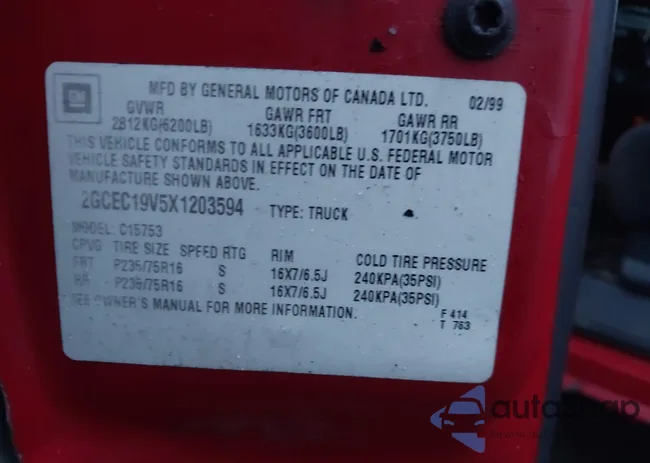 GM
MFD BY GENERAL MOTORS OF CANADA LTD. 02/99
GVWR GAWR FRT GAWR RR
2812KG(6200LB) 1633KG(3600LB) 1701KG(3750LB)
THIS VEHICLE CONFORMS TO ALL APPLICABLE U.S. FEDERAL MOTOR
VEHICLE SAFETY STANDARDS IN EFFECT ON THE DATE OF
MANUFACTURE SHOWN ABOVE.
2GCEC19V5X1203594 TYPE: TRUCK
MODEL: C15753
CPVG TIRE SIZE SPEED RTG RIM COLD TIRE PRESSURE
FRT P235/75R16 S 16X7/6.5J 240KPA(35PSI)
RR P235/75R16 S 16X7/6.5J 240KPA(35PSI)
SEE OWNER'S MANUAL FOR MORE INFORMATION.
F 414
T 763
autosnap